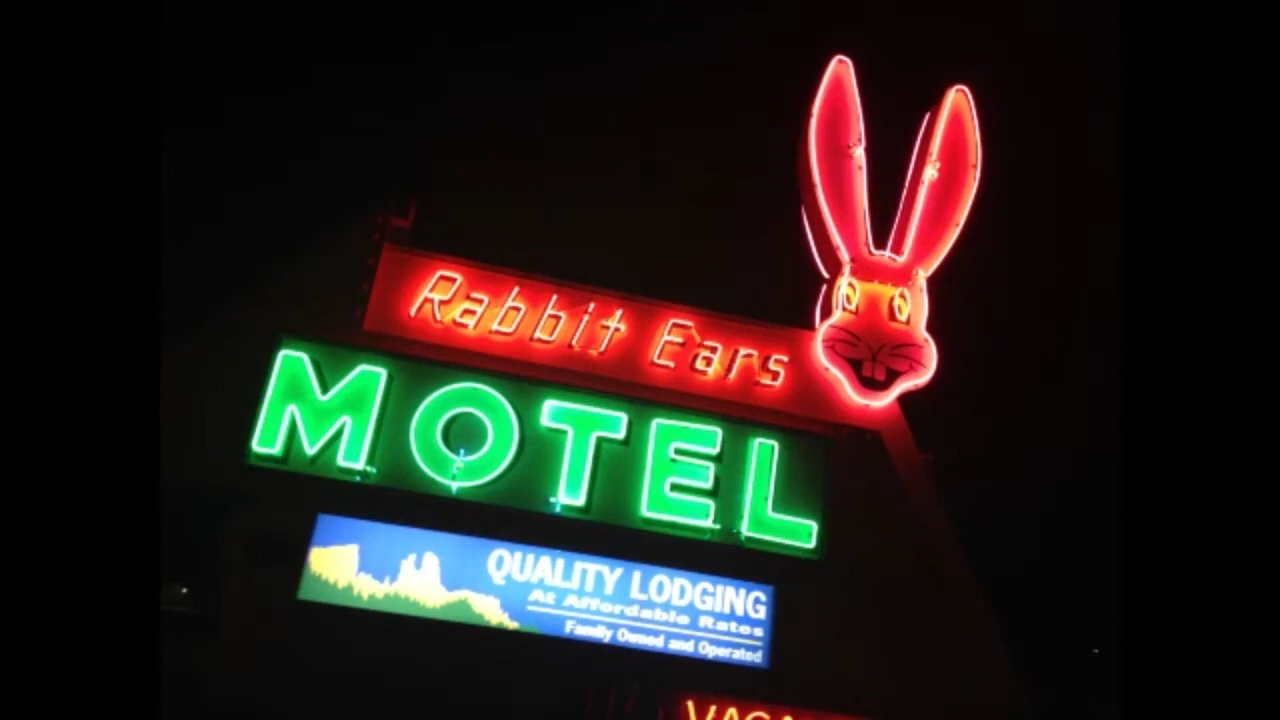 Rabbit Ears
MOTEL
QUALITY LODGING
At Affordable Rates
Family Owned and Operated